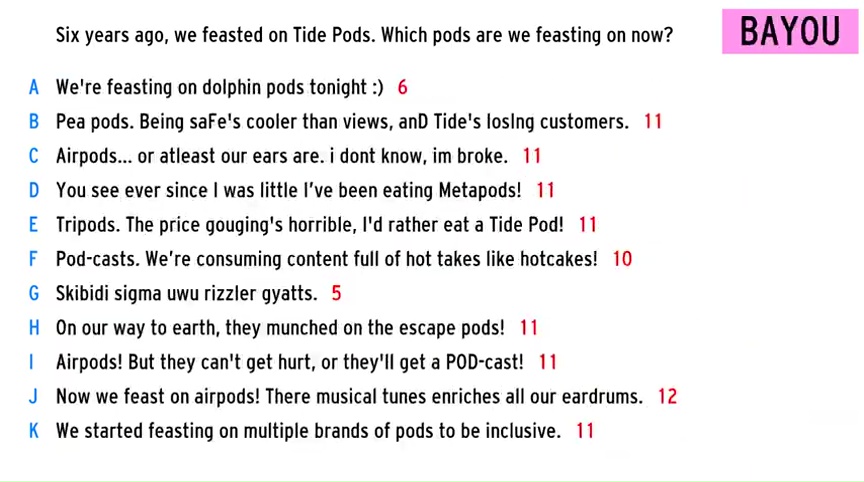 Six years ago, we feasted on Tide Pods. Which pods are we feasting on now?
BAYOU
A We're feasting on dolphin pods tonight :) 6
B Pea pods. Being saFe's cooler than views, anD Tide's losIng customers. 11
C Airpods... or atleast our ears are. i dont know, im broke. 11
D You see ever since I was little I've been eating Metapods! 11
E Tripods. The price gouging's horrible, I'd rather eat a Tide Pod! 11
F Pod-casts. We're consuming content full of hot takes like hotcakes! 10
G Skibidi sigma uwu rizzler gyatts. 5
H On our way to earth, they munched on the escape pods! 11
I Airpods! But they can't get hurt, or they'll get a POD-cast! 11
J Now we feast on airpods! There musical tunes enriches all our eardrums. 12
K We started feasting on multiple brands of pods to be inclusive. 11